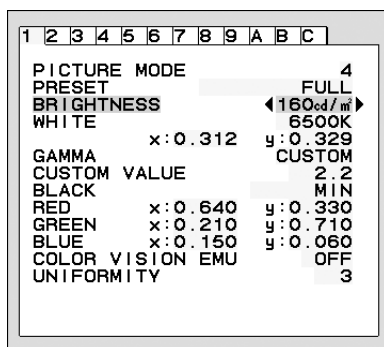 1 2 3 4 5 6 7 8 9 A B C
PICTURE MODE 4
PRESET FULL
BRIGHTNESS ◀160cd/㎡▶
WHITE 6500K
x:0.312 y:0.329
GAMMA CUSTOM
CUSTOM VALUE 2.2
BLACK MIN
RED x:0.640 y:0.330
GREEN x:0.210 y:0.710
BLUE x:0.150 y:0.060
COLOR VISION EMU OFF
UNIFORMITY 3